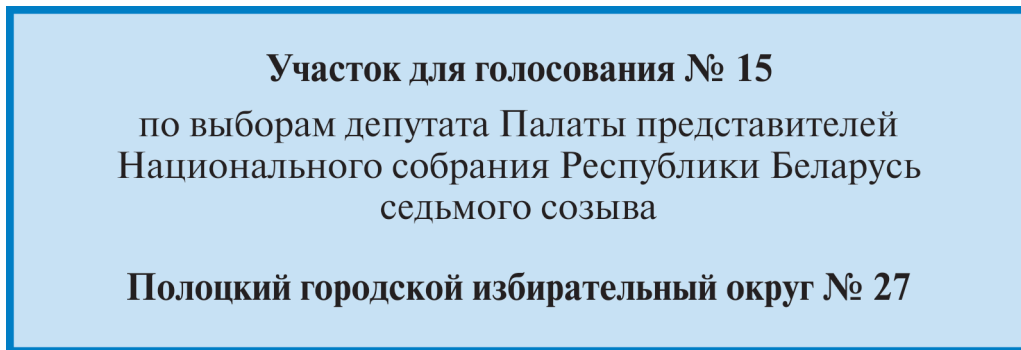 Участок для голосования № 15
по выборам депутата Палаты представителей
Национального собрания Республики Беларусь
седьмого созыва
Полоцкий городской избирательный округ № 27